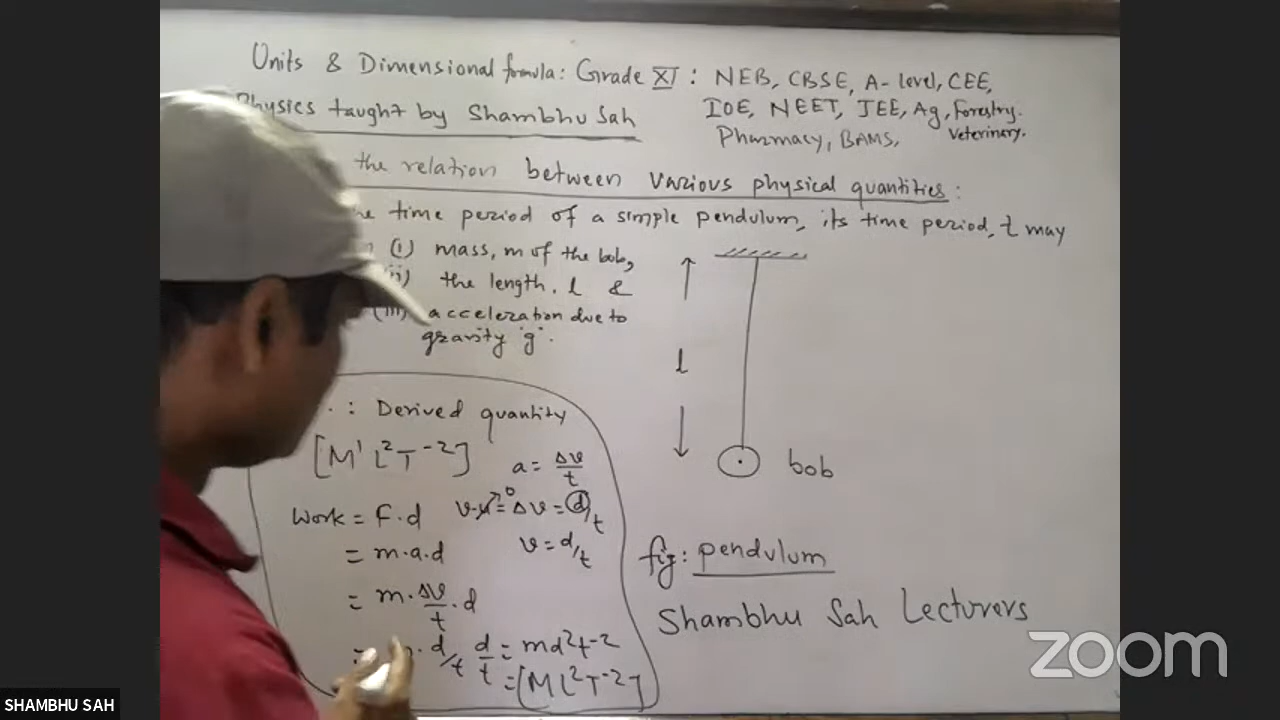 Units & Dimensional formula: Grade XI: NEB, CBSE, A-level, CEE,
Physics taught by Shambhu Sah
IOE, NEET, JEE, Ag, Forestry.
Pharmacy, BAMS, Veterinary.
the relation between various physical quantities:
time period of a simple pendulum, its time period, t may
(i) mass, m of the bob,
the length, l &
acceleration due to
gravity 'g'.
l
bob
fig: pendulum
Shambhu Sah Lecturers
: Derived quantity
[M¹L²T⁻²]
a = Δv/t
Work = F.d
v-u = Δv = d/t
= m.a.d
v = d/t
= m. Δv/t .d
d/t d/t = md²t⁻²
= [ML²T⁻²]
zoom
SHAMBHU SAH